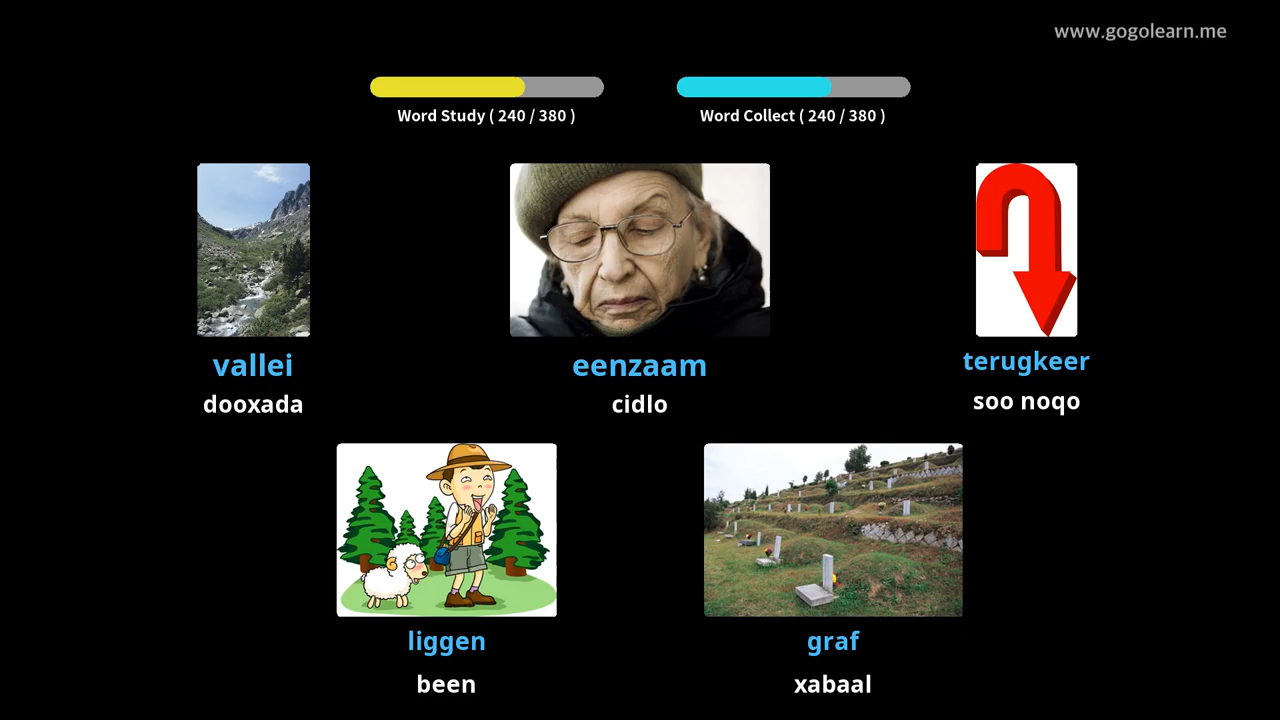 www.gogolearn.me
Word Study ( 240 / 380 )
Word Collect ( 240 / 380 )
vallei
dooxada
eenzaam
cidlo
terugkeer
soo noqo
liggen
been
graf
xabaal